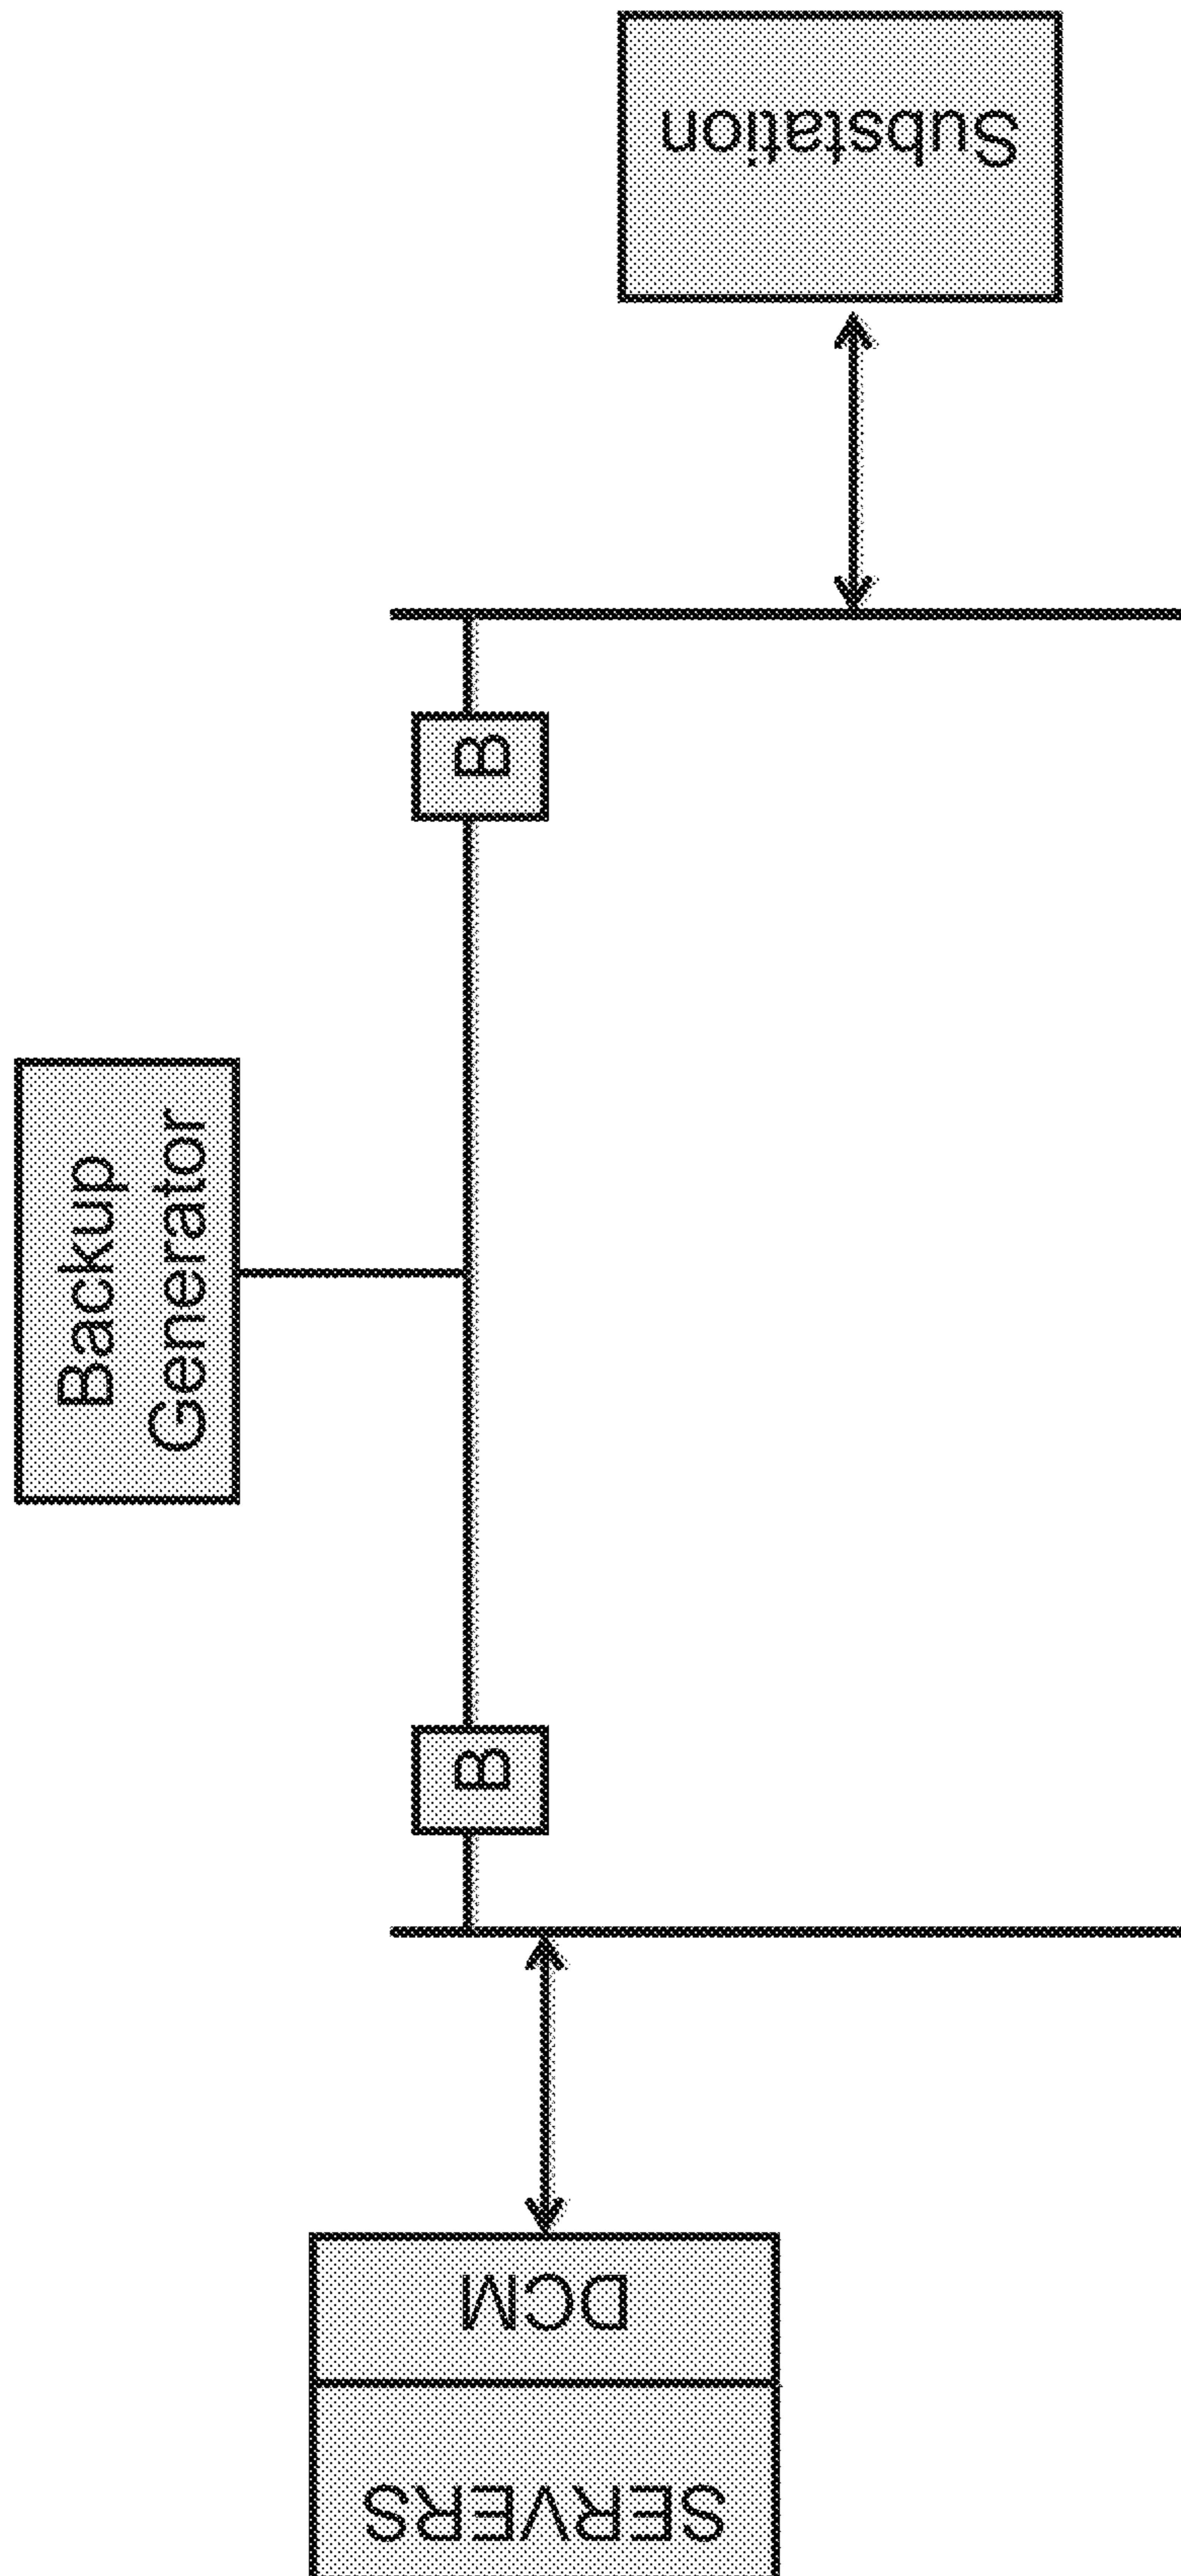 Substation
B
Backup
Generator
B
DCM
SERVERS